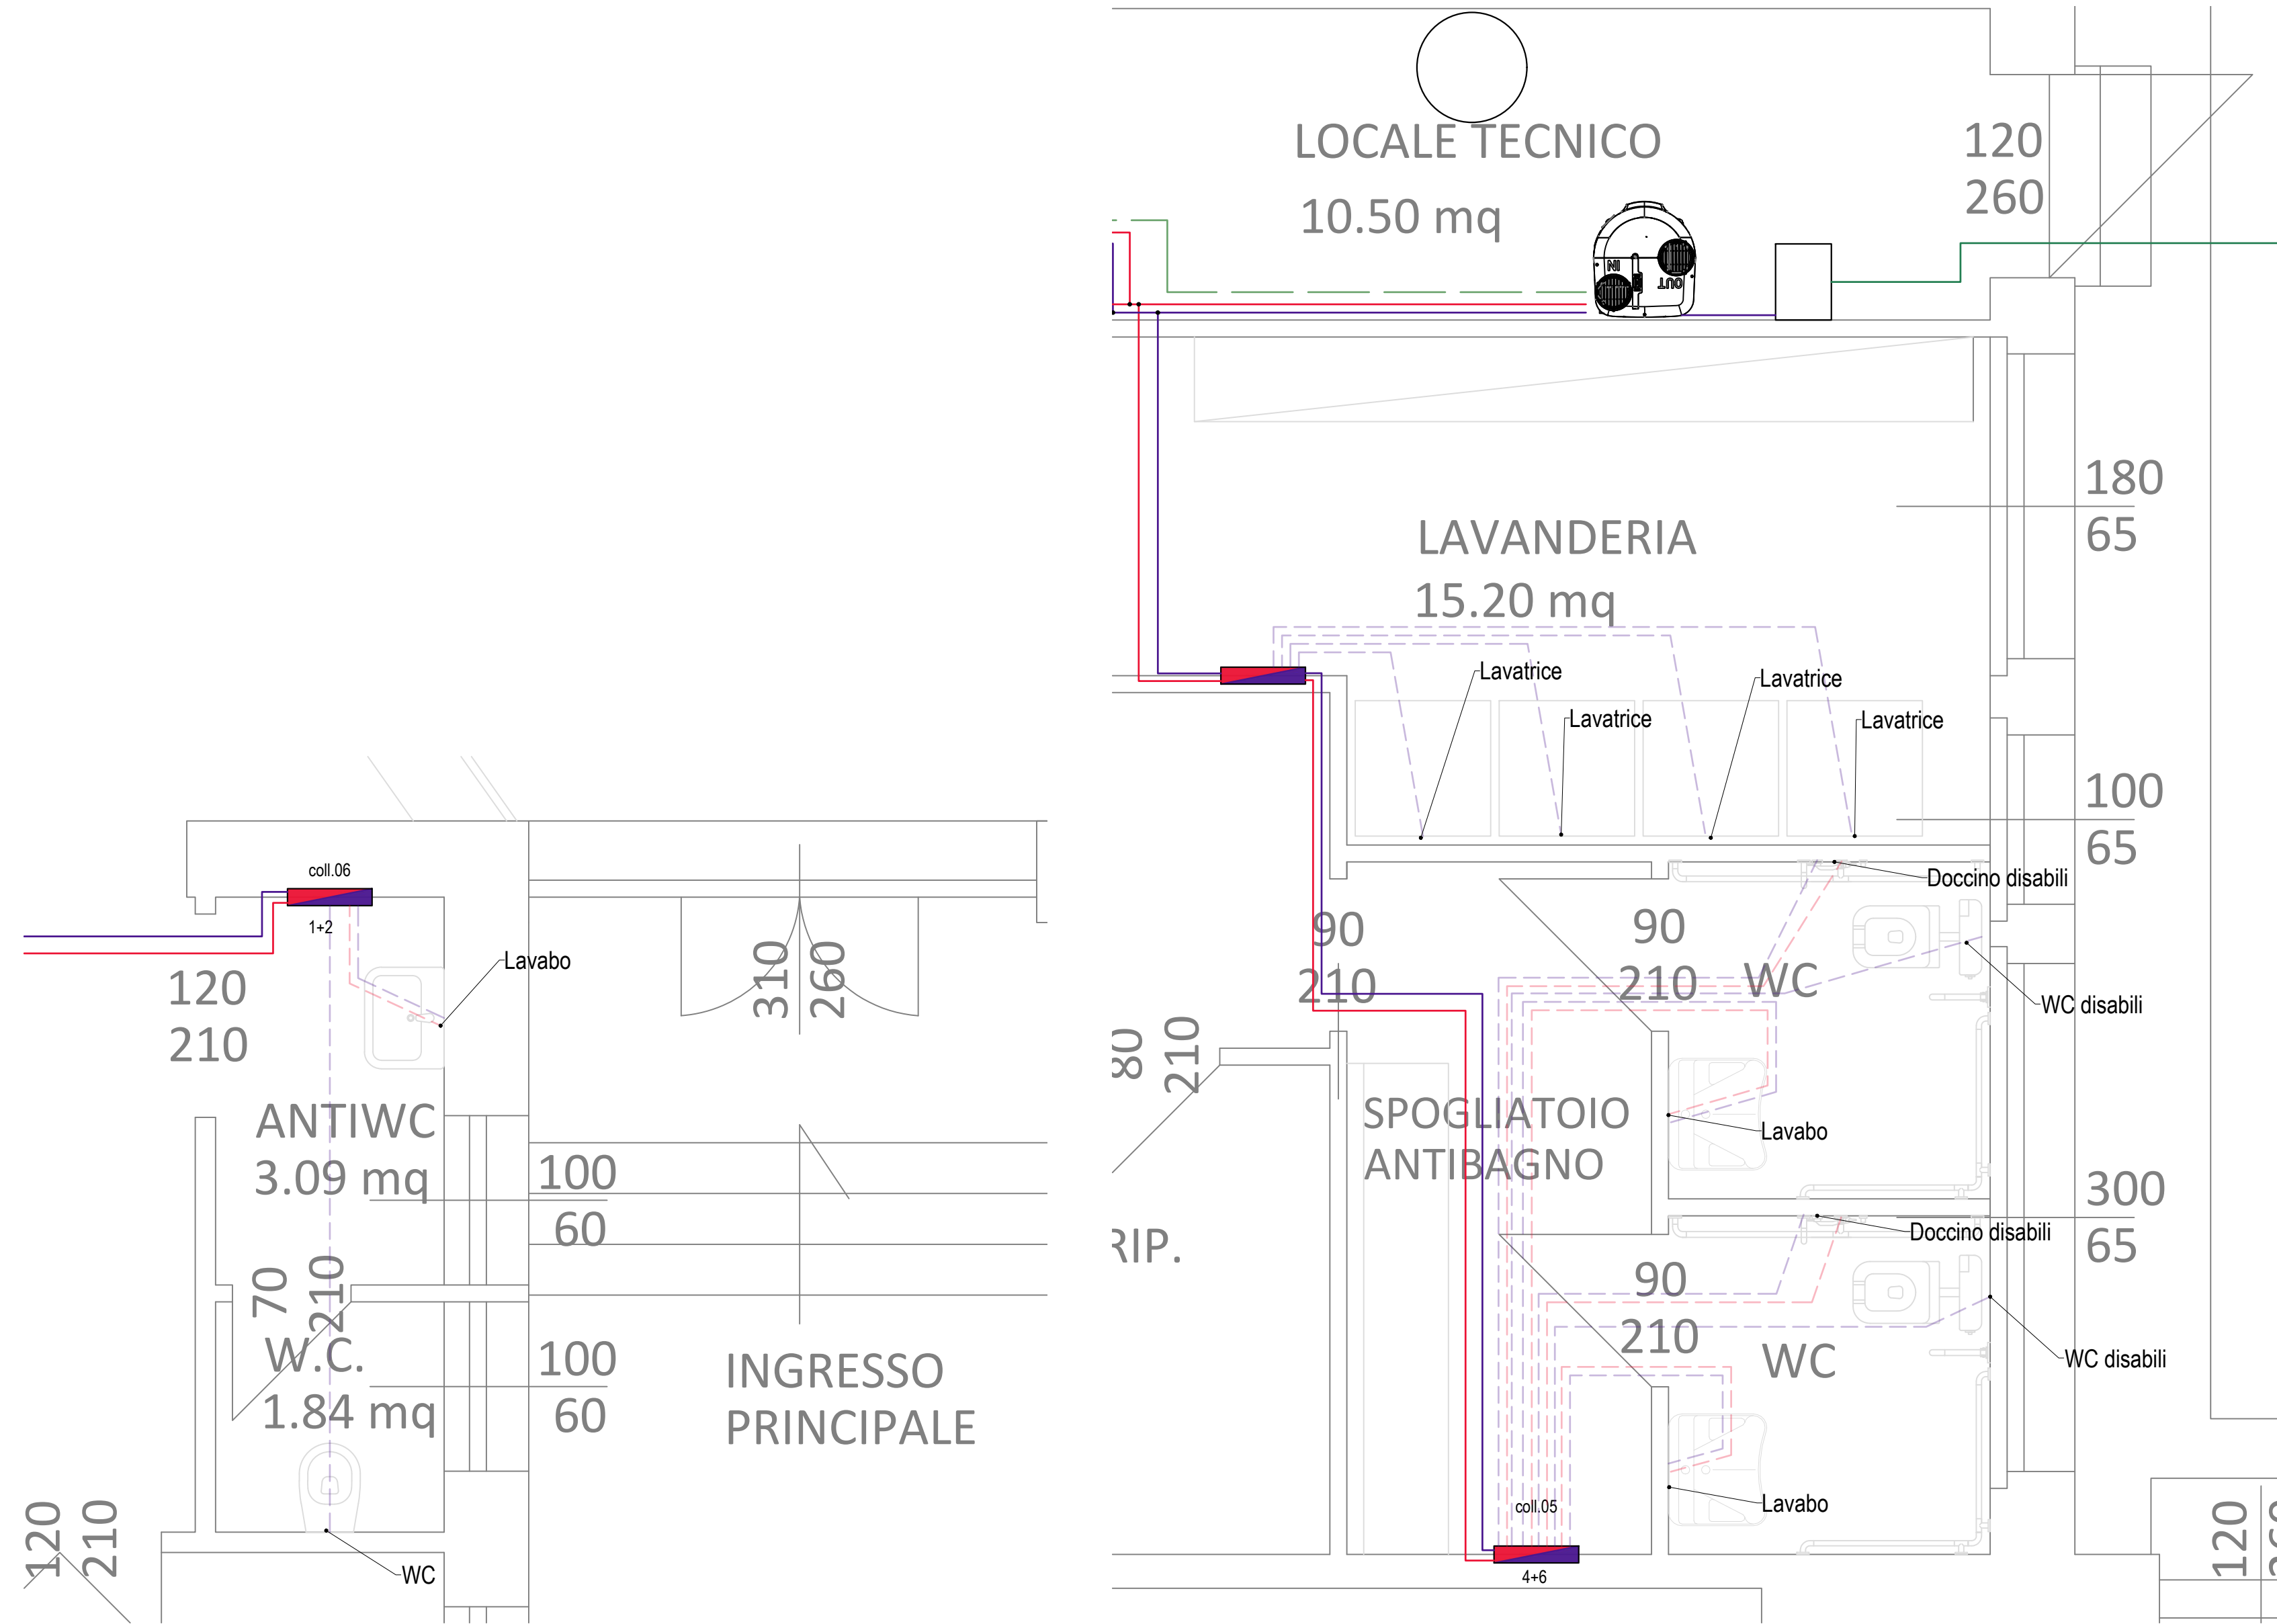 LOCALE TECNICO
10.50 mq
120
260
IN
OUT
180
65
LAVANDERIA
15.20 mq
Lavatrice
Lavatrice
Lavatrice
Lavatrice
100
65
coll.06
1+2
Lavabo
120
210
310
260
ANTIWC
3.09 mq
100
60
70
210
W.C.
1.84 mq
100
60
INGRESSO
PRINCIPALE
120
210
WC
90
210
80
210
RIP.
90
210
WC
Doccino disabili
WC disabili
SPOGLIATOIO
ANTIBAGNO
Lavabo
300
65
Doccino disabili
90
210
WC
WC disabili
Lavabo
coll.05
4+6
120
260